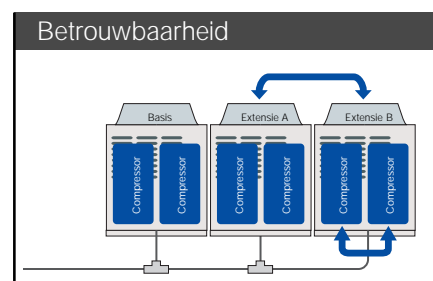 Betrouwbaarheid
Basis
Extensie A
Extensie B
Compressor
Compressor
Compressor
Compressor
Compressor
Compressor